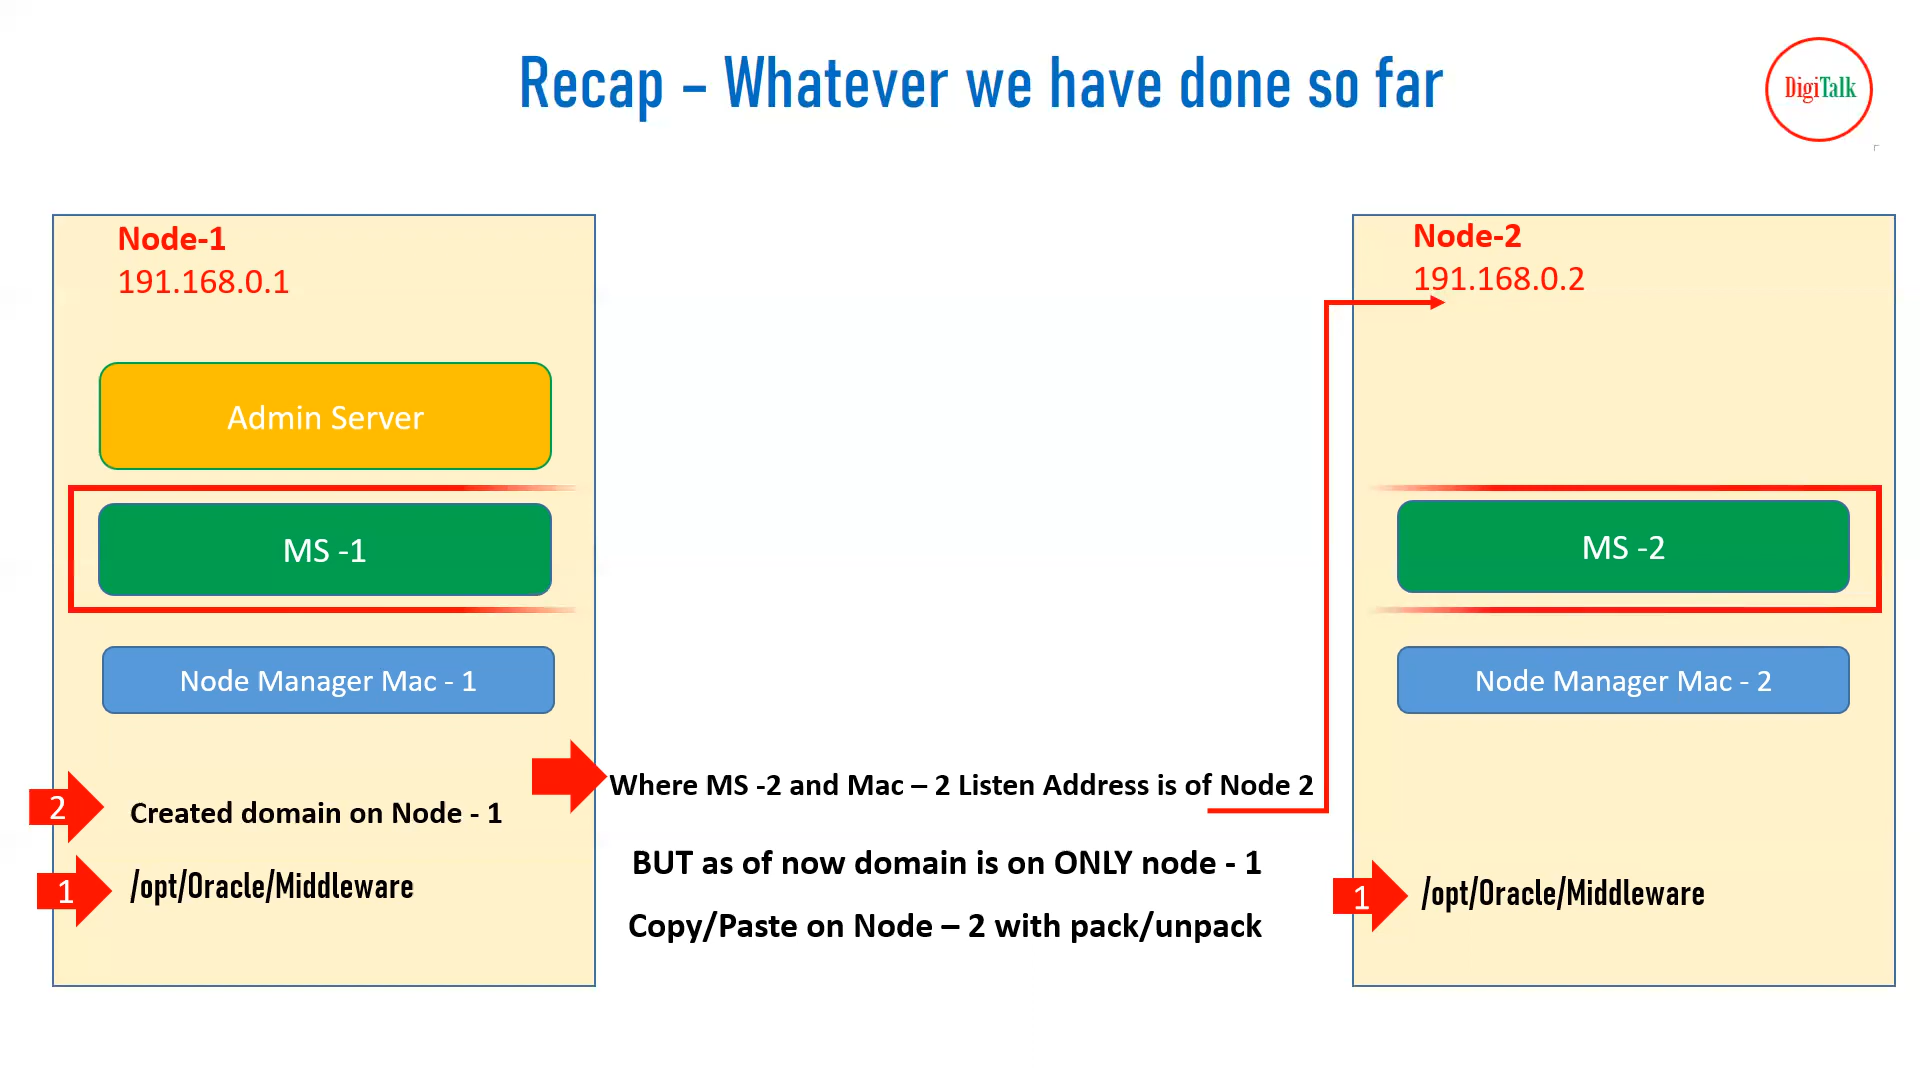 Recap – Whatever we have done so far
DigiTalk
Node-1
191.168.0.1
Admin Server
MS -1
Node Manager Mac - 1
2
Created domain on Node - 1
1
/opt/Oracle/Middleware
Where MS -2 and Mac – 2 Listen Address is of Node 2
BUT as of now domain is on ONLY node - 1
Copy/Paste on Node – 2 with pack/unpack
Node-2
191.168.0.2
MS -2
Node Manager Mac - 2
1
/opt/Oracle/Middleware